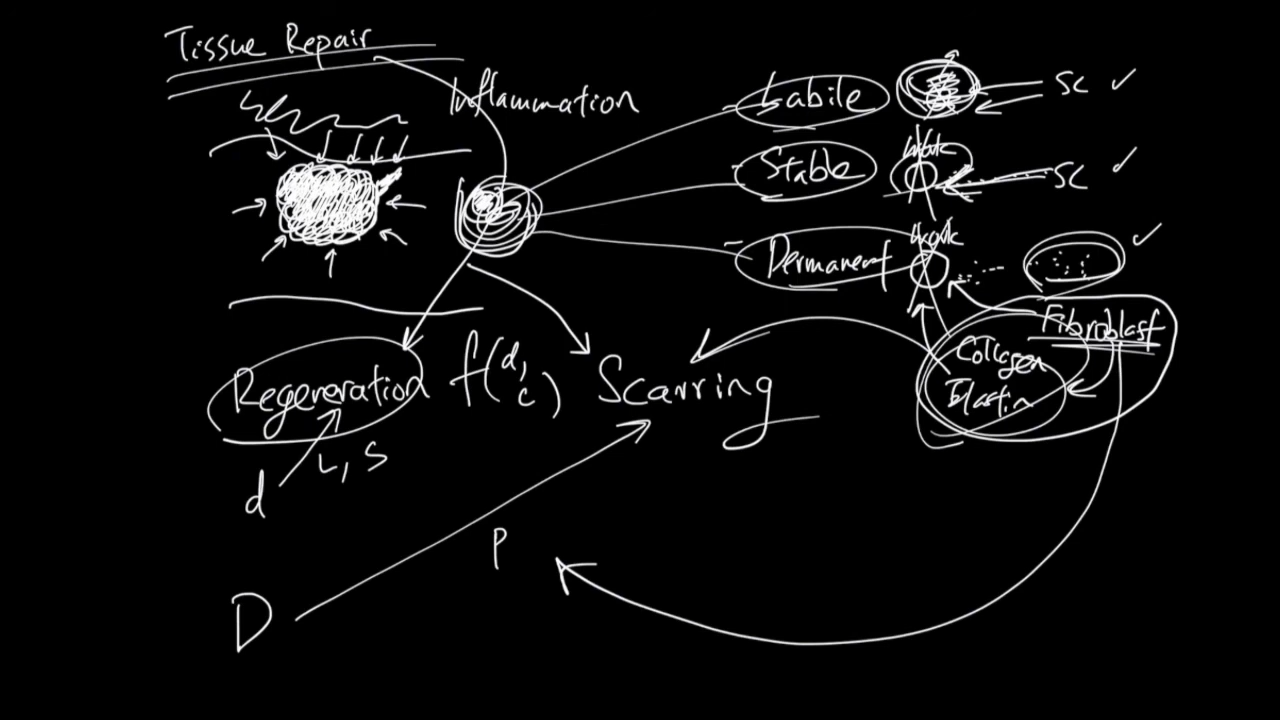 Tissue Repair
Inflammation
Labile
SC
Stable
SC
Permanent
Fibroblast
Collagen
Elastin
Regeneration
f(d, c)
Scarring
d
L, S
P
D